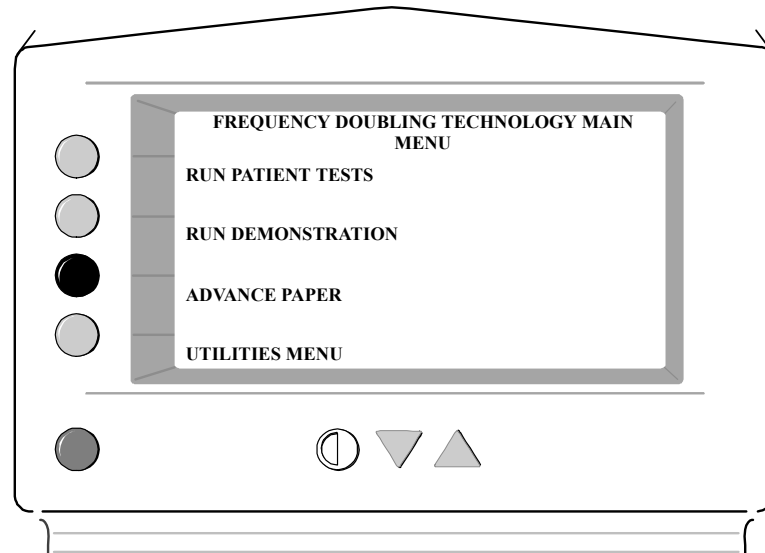 FREQUENCY DOUBLING TECHNOLOGY MAIN
MENU
RUN PATIENT TESTS
RUN DEMONSTRATION
ADVANCE PAPER
UTILITIES MENU